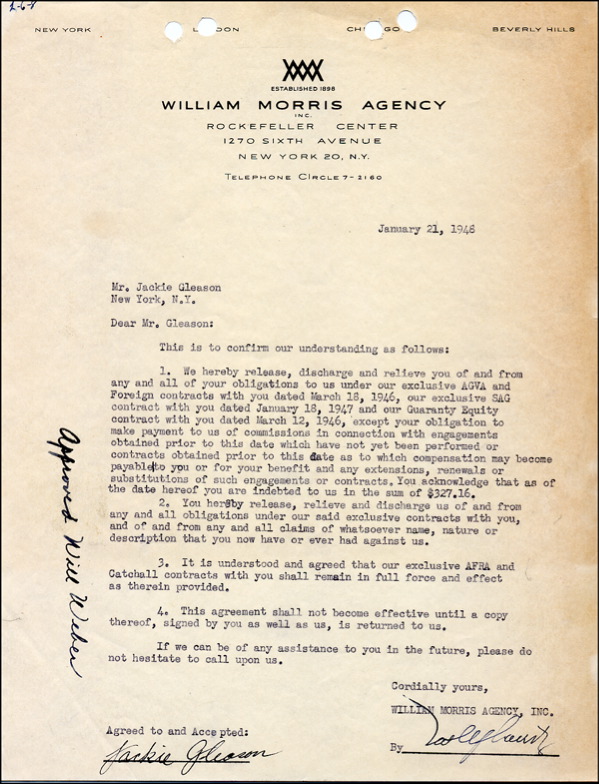 NEW YORK LONDON CHICAGO BEVERLY HILLS
ESTABLISHED 1898
WILLIAM MORRIS AGENCY
INC.
ROCKEFELLER CENTER
1270 SIXTH AVENUE
NEW YORK 20, N.Y.
TELEPHONE CIRCLE 7-2160
January 21, 1946
Mr. Jackie Gleason
New York, N.Y.
Dear Mr. Gleason:
This is to confirm our understanding as follows:
1. We hereby release, discharge and relieve you of and from
any and all of your obligations to us under our exclusive AGVA and
Foreign contracts with you dated March 18, 1946, our exclusive SAG
contract with you dated January 18, 1947 and our Guaranty Equity
contract with you dated March 12, 1946, except your obligation to
make payment to us of commissions in connection with engagements
obtained prior to this date which have not yet been performed or
contracts obtained prior to this date as to which compensation may become
payable to you or for your benefit and any extensions, renewals or
substitutions of such engagements or contracts. You acknowledge that as of
the date hereof you are indebted to us in the sum of $327.16.
2. You hereby release, relieve and discharge us of and from
any and all obligations under our said exclusive contracts with you,
and of and from any and all claims of whatsoever name, nature or
description that you now have or ever had against us.
3. It is understood and agreed that our exclusive AFRA and
Catchall contracts with you shall remain in full force and effect
as therein provided.
4. This agreement shall not become effective until a copy
thereof, signed by you as well as us, is returned to us.
If we can be of any assistance to you in the future, please do
not hesitate to call upon us.
Cordially yours,
WILLIAM MORRIS AGENCY, INC.
By
Agreed to and Accepted:
Jackie Gleason
Approved Will Weber